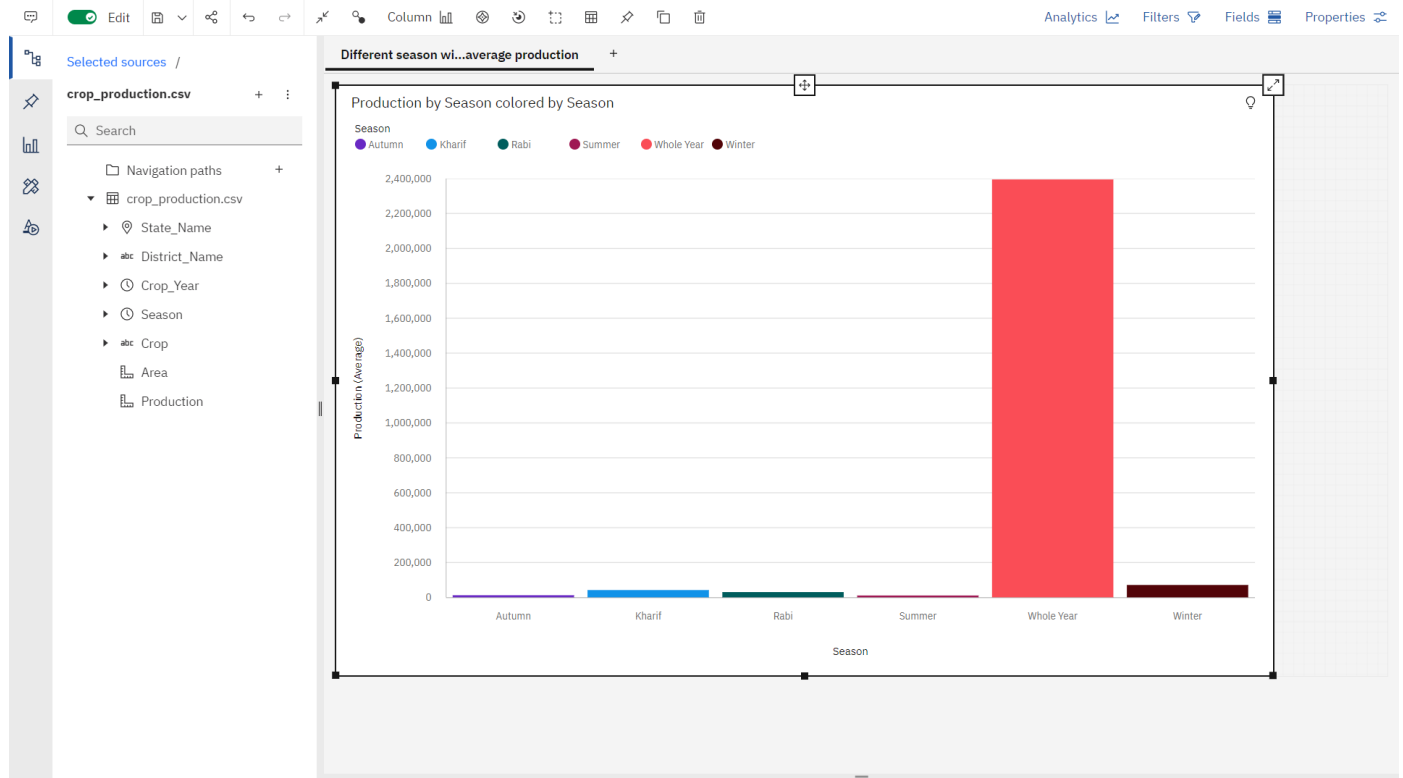 Edit
Column
Analytics
Filters
Fields
Properties
Selected sources /
crop_production.csv
Search
Navigation paths
crop_production.csv
State_Name
abc District_Name
Crop_Year
Season
abc Crop
Area
Production
Different season wi...average production
Production by Season colored by Season
Season
Autumn Kharif Rabi Summer Whole Year Winter
2,400,000
2,200,000
2,000,000
1,800,000
1,600,000
1,400,000
1,200,000
1,000,000
800,000
600,000
400,000
200,000
0
Production (Average)
Autumn Kharif Rabi Summer Whole Year Winter
Season